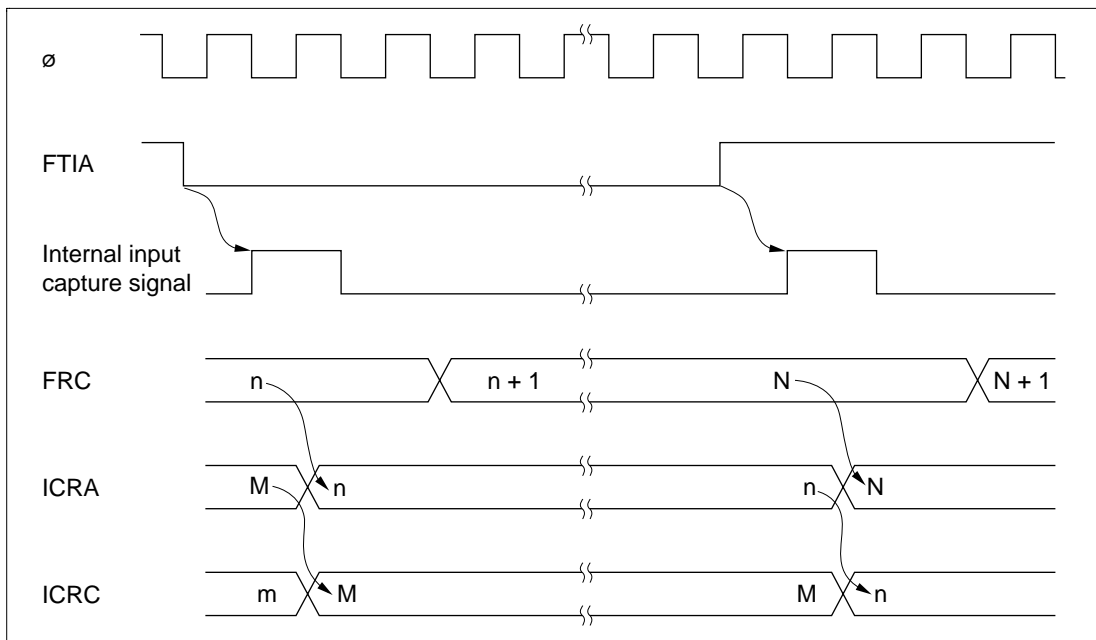 ø
FTIA
Internal input
capture signal
FRC n n + 1 N N + 1
ICRA M n n N
ICRC m M M n